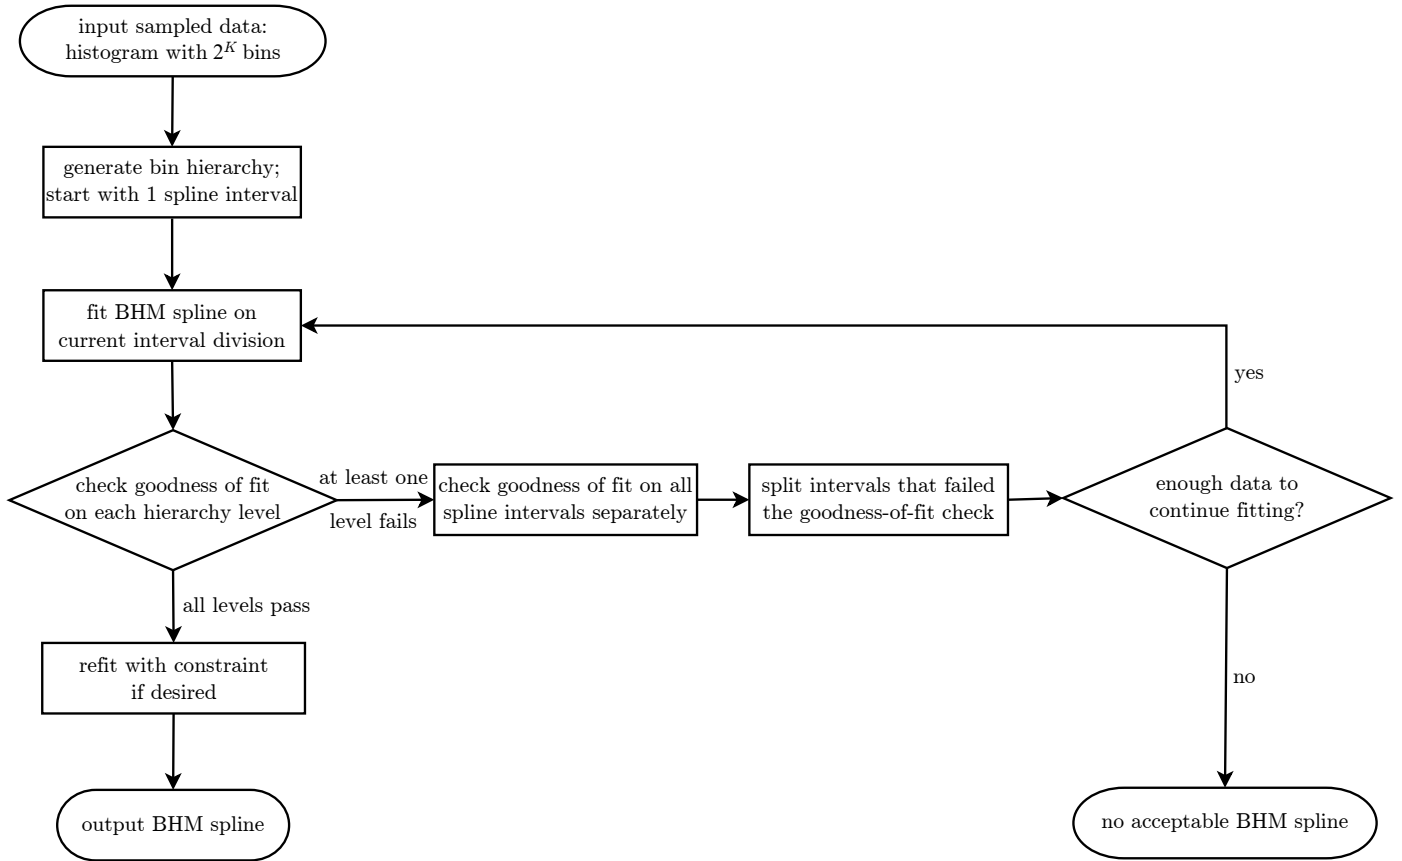 input sampled data:
histogram with 2^K bins
generate bin hierarchy;
start with 1 spline interval
fit BHM spline on
current interval division
yes
check goodness of fit
on each hierarchy level
at least one
level fails
check goodness of fit on all
spline intervals separately
split intervals that failed
the goodness-of-fit check
enough data to
continue fitting?
all levels pass
refit with constraint
if desired
no
output BHM spline
no acceptable BHM spline